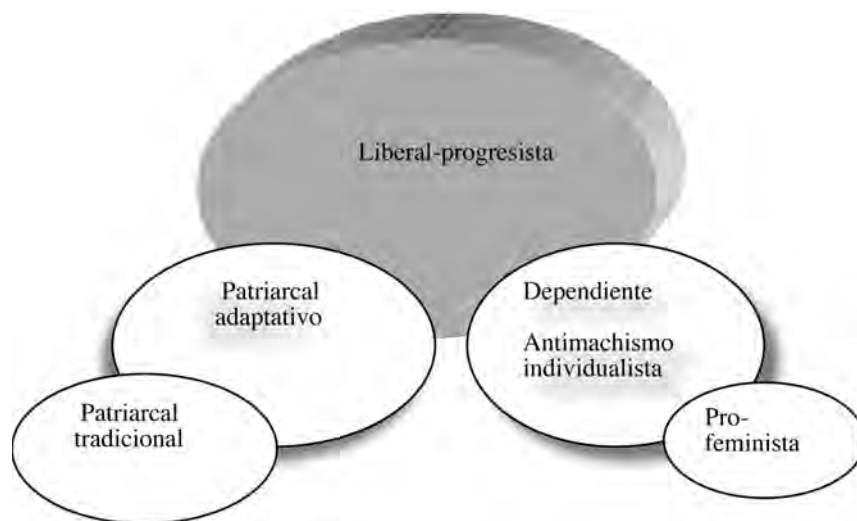 Liberal-progresista
Patriarcal
adaptativo
Dependiente
Antimachismo
individualista
Patriarcal
tradicional
Pro-
feminista